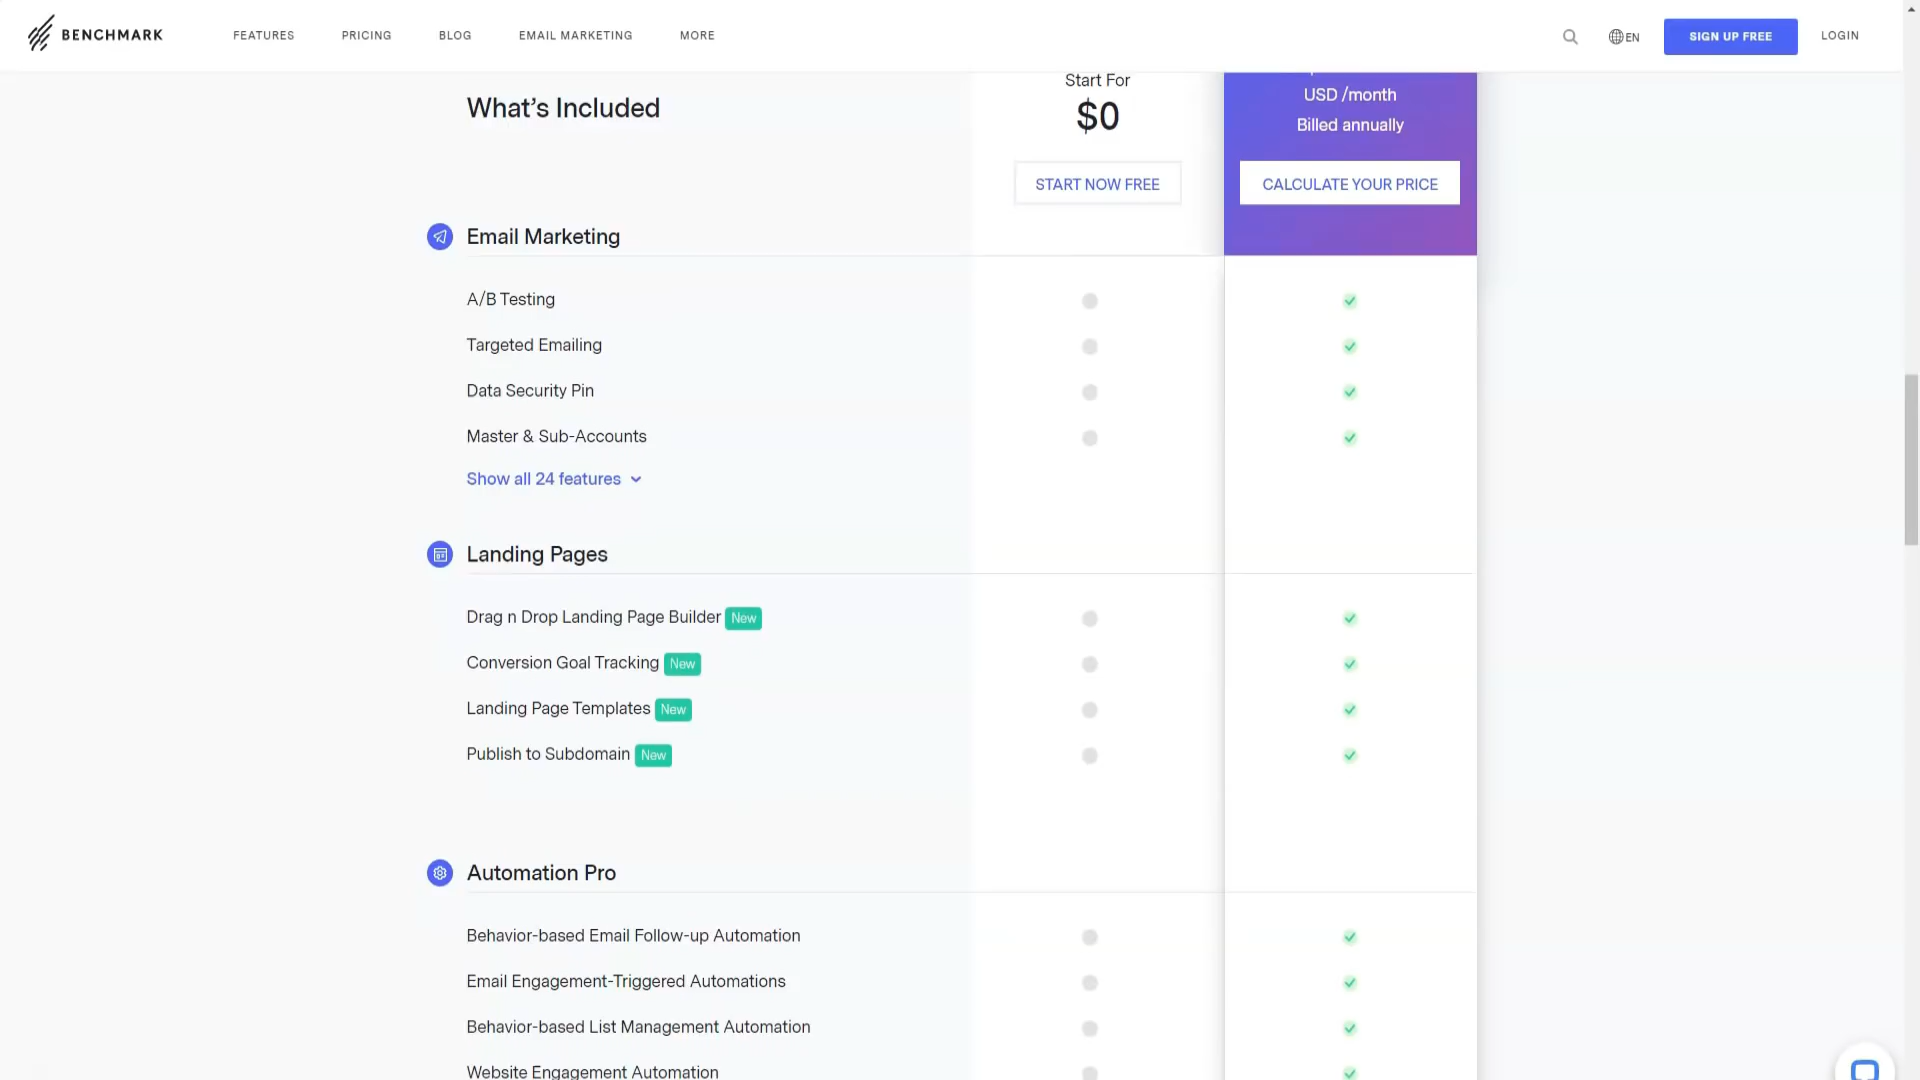 BENCHMARK
FEATURES
PRICING
BLOG
EMAIL MARKETING
MORE
EN
SIGN UP FREE
LOGIN
What's Included
Start For
$0
START NOW FREE
USD /month
Billed annually
CALCULATE YOUR PRICE
Email Marketing
A/B Testing
Targeted Emailing
Data Security Pin
Master & Sub-Accounts
Show all 24 features
Landing Pages
Drag n Drop Landing Page Builder New
Conversion Goal Tracking New
Landing Page Templates New
Publish to Subdomain New
Automation Pro
Behavior-based Email Follow-up Automation
Email Engagement-Triggered Automations
Behavior-based List Management Automation
Website Engagement Automation